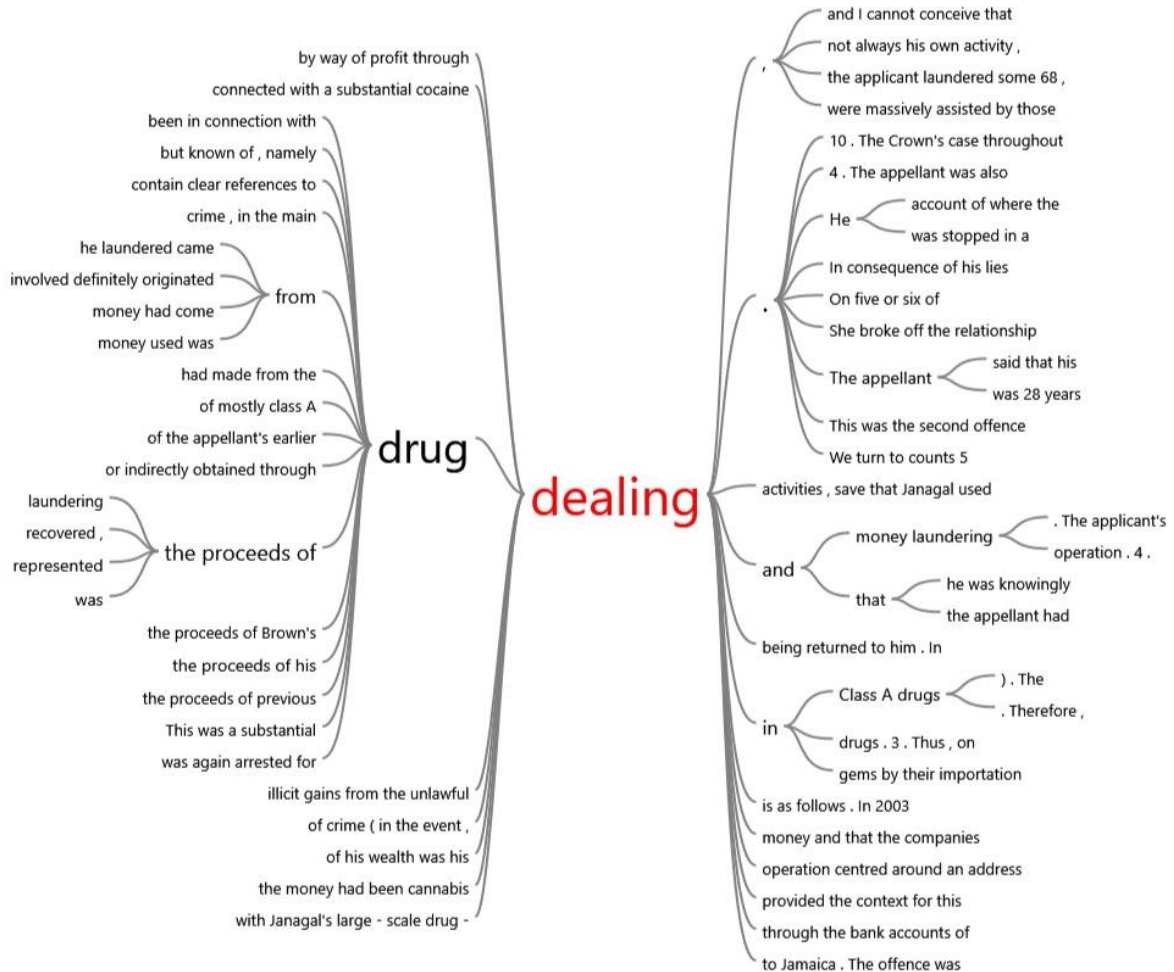 by way of profit through
connected with a substantial cocaine
been in connection with
but known of , namely
contain clear references to
crime , in the main
he laundered came
involved definitely originated
money had come
money used was
from
had made from the
of mostly class A
of the appellant's earlier
or indirectly obtained through
drug
laundering
recovered ,
represented
was
the proceeds of
the proceeds of Brown's
the proceeds of his
the proceeds of previous
This was a substantial
was again arrested for
illicit gains from the unlawful
of crime ( in the event ,
of his wealth was his
the money had been cannabis
with Janagal's large - scale drug -
dealing
,
and I cannot conceive that
not always his own activity ,
the applicant laundered some 68 ,
were massively assisted by those
.
10 . The Crown's case throughout
4 . The appellant was also
He
account of where the
was stopped in a
In consequence of his lies
On five or six of
She broke off the relationship
The appellant
said that his
was 28 years
This was the second offence
We turn to counts 5
activities , save that Janagal used
and
money laundering
. The applicant's
operation . 4 .
that
he was knowingly
the appellant had
being returned to him . In
in
Class A drugs
) . The
. Therefore ,
drugs . 3 . Thus , on
gems by their importation
is as follows . In 2003
money and that the companies
operation centred around an address
provided the context for this
through the bank accounts of
to Jamaica . The offence was